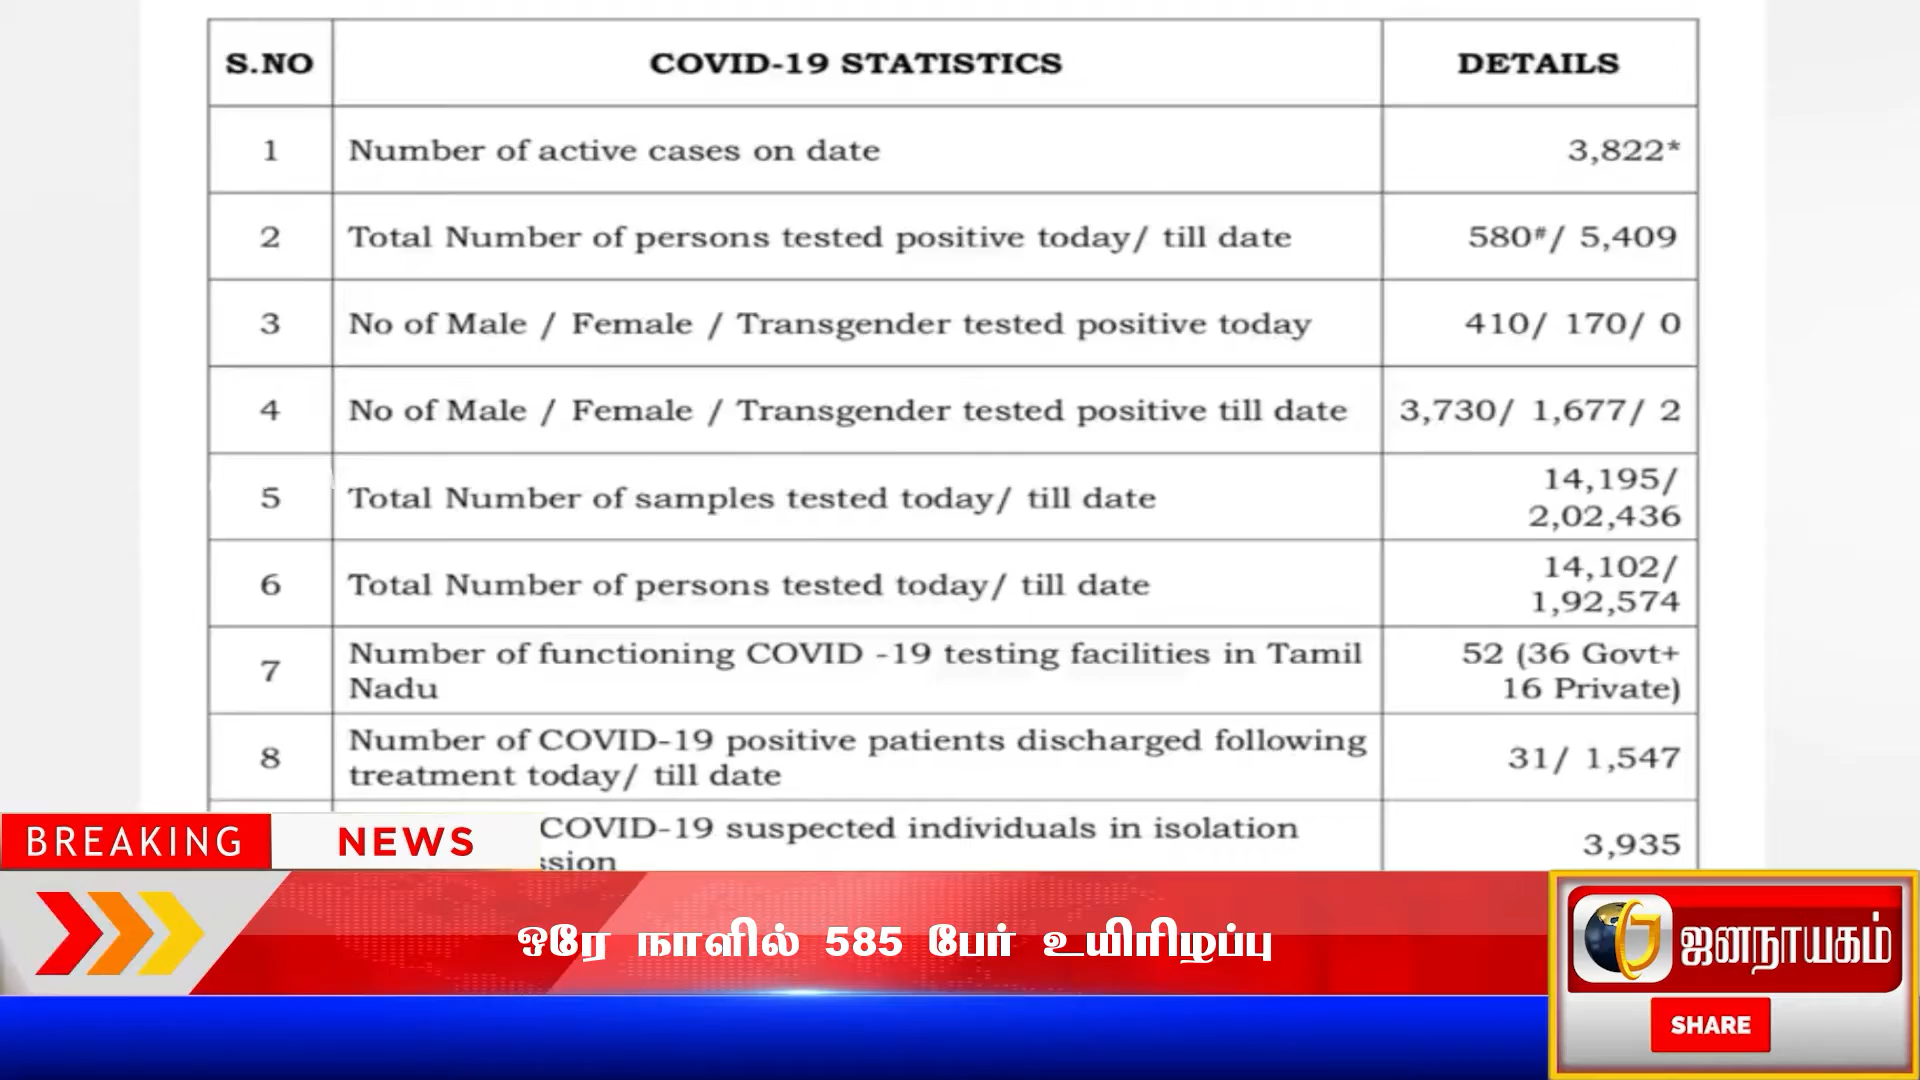 S.NO COVID-19 STATISTICS DETAILS
1 Number of active cases on date 3,822*
2 Total Number of persons tested positive today/ till date 580#/ 5,409
3 No of Male / Female / Transgender tested positive today 410/ 170/ 0
4 No of Male / Female / Transgender tested positive till date 3,730/ 1,677/ 2
5 Total Number of samples tested today/ till date 14,195/
2,02,436
6 Total Number of persons tested today/ till date 14,102/
1,92,574
7 Number of functioning COVID -19 testing facilities in Tamil
Nadu 52 (36 Govt+
16 Private)
8 Number of COVID-19 positive patients discharged following
treatment today/ till date 31/ 1,547
COVID-19 suspected individuals in isolation
3,935
BREAKING NEWS
ஒரே நாளில் 585 பேர் உயிரிழப்பு
ஜனநாயகம்
SHARE